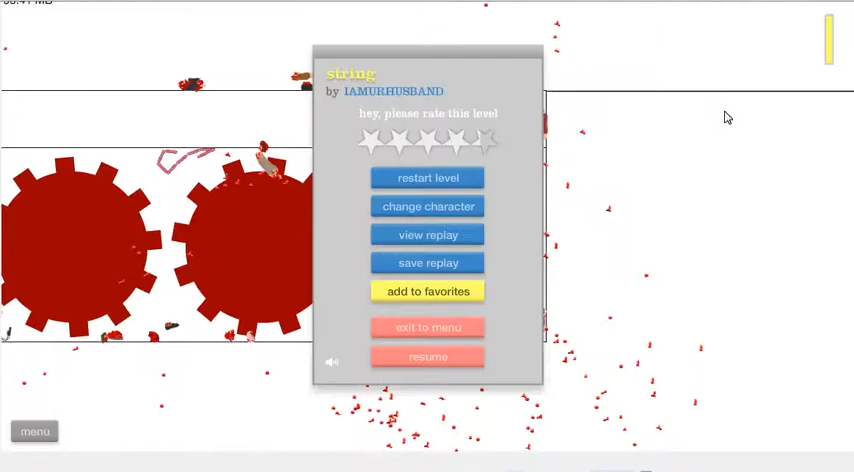 string
by IAMURHUSBAND
hey, please rate this level
restart level
change character
view replay
save replay
add to favorites
exit to menu
resume
menu